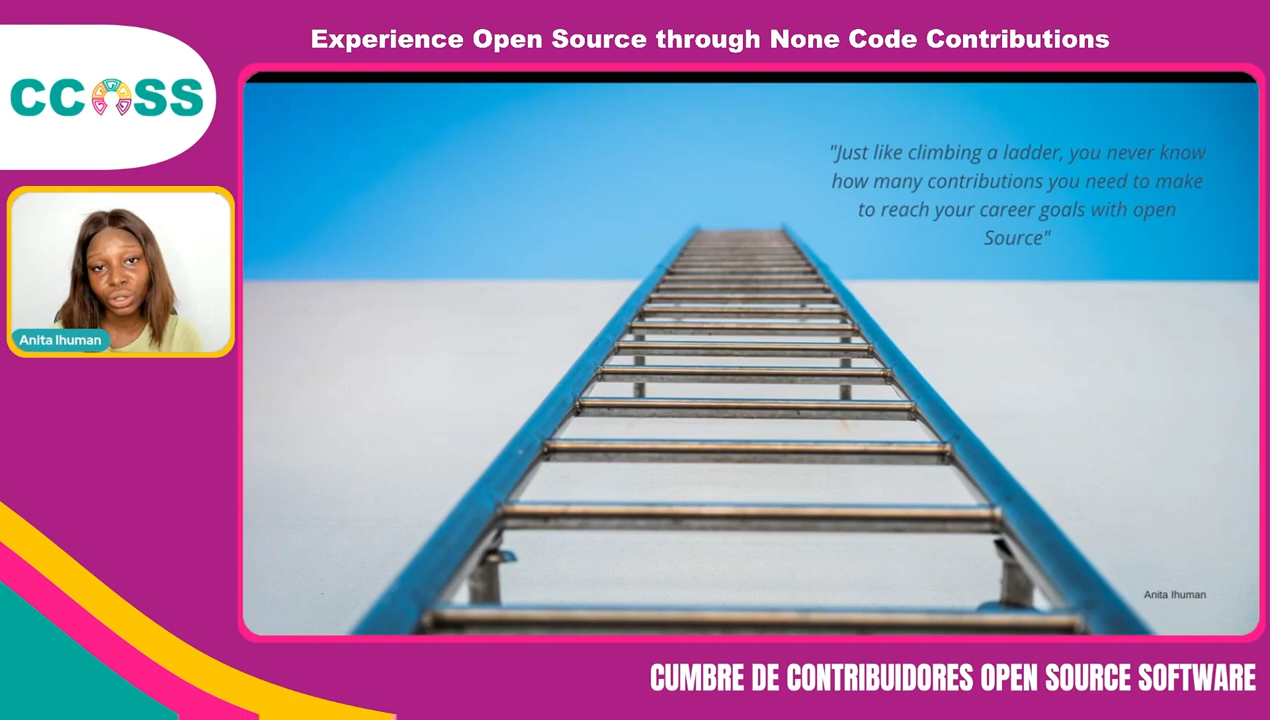 Experience Open Source through None Code Contributions
CCOSS
"Just like climbing a ladder, you never know
how many contributions you need to make
to reach your career goals with open
Source"
Anita Ihuman
Anita Ihuman
CUMBRE DE CONTRIBUIDORES OPEN SOURCE SOFTWARE